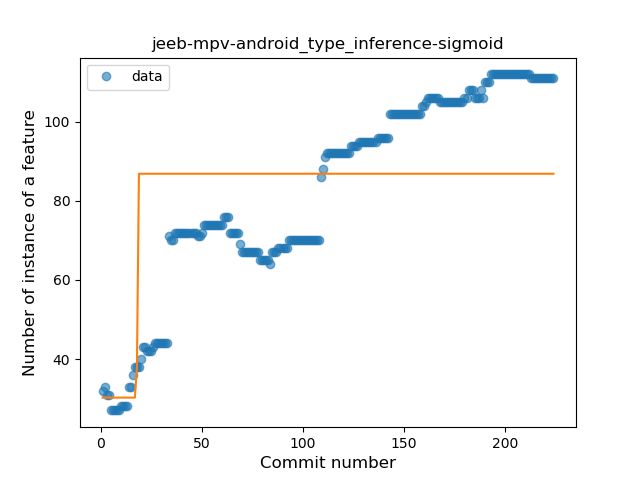 jeeb-mpv-android_type_inference-sigmoid
data
Number of instance of a feature
100
80
60
40
0
50
100
150
200
Commit number